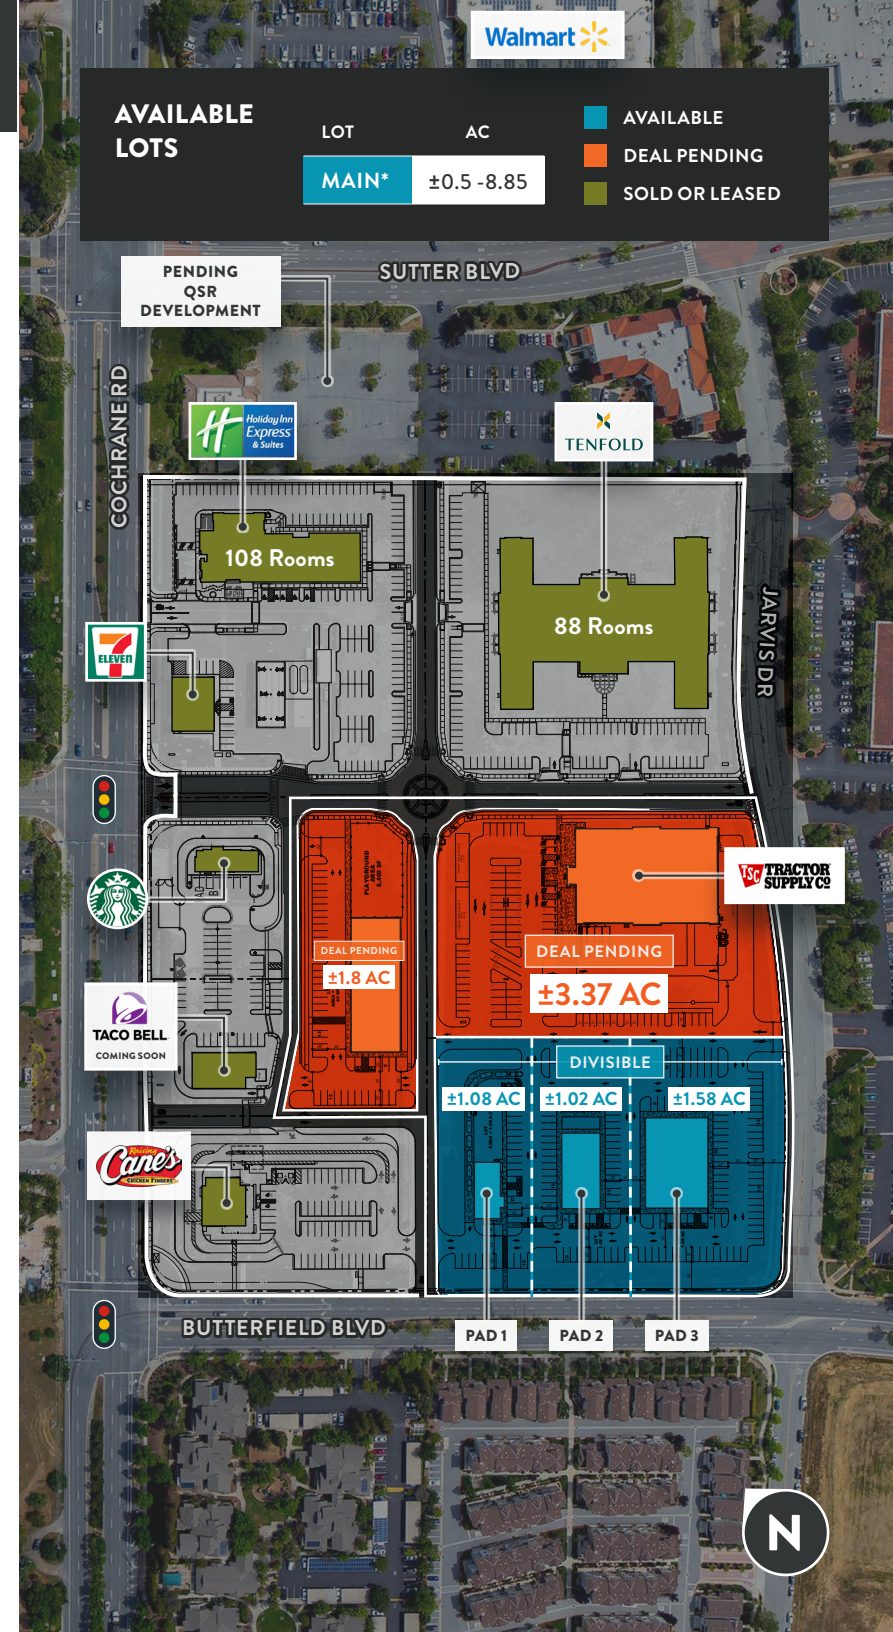 Walmart
AVAILABLE
LOTS
LOT AC
MAIN* ±0.5 -8.85
AVAILABLE
DEAL PENDING
SOLD OR LEASED
PENDING
QSR
DEVELOPMENT
SUTTER BLVD
COCHRANE RD
H
Holiday Inn
Express
& Suites
TENFOLD
108 Rooms
88 Rooms
JARVIS DR
7
ELEVEn
PLAYGROUND
AREA
TSC TRACTOR
SUPPLY CO
DEAL PENDING
±1.8 AC
DEAL PENDING
±3.37 AC
TACO BELL
COMING SOON
DIVISIBLE
±1.08 AC
±1.02 AC
±1.58 AC
Raising
Cane's
CHICKEN FINGERS
BUTTERFIELD BLVD
PAD 1
PAD 2
PAD 3
N